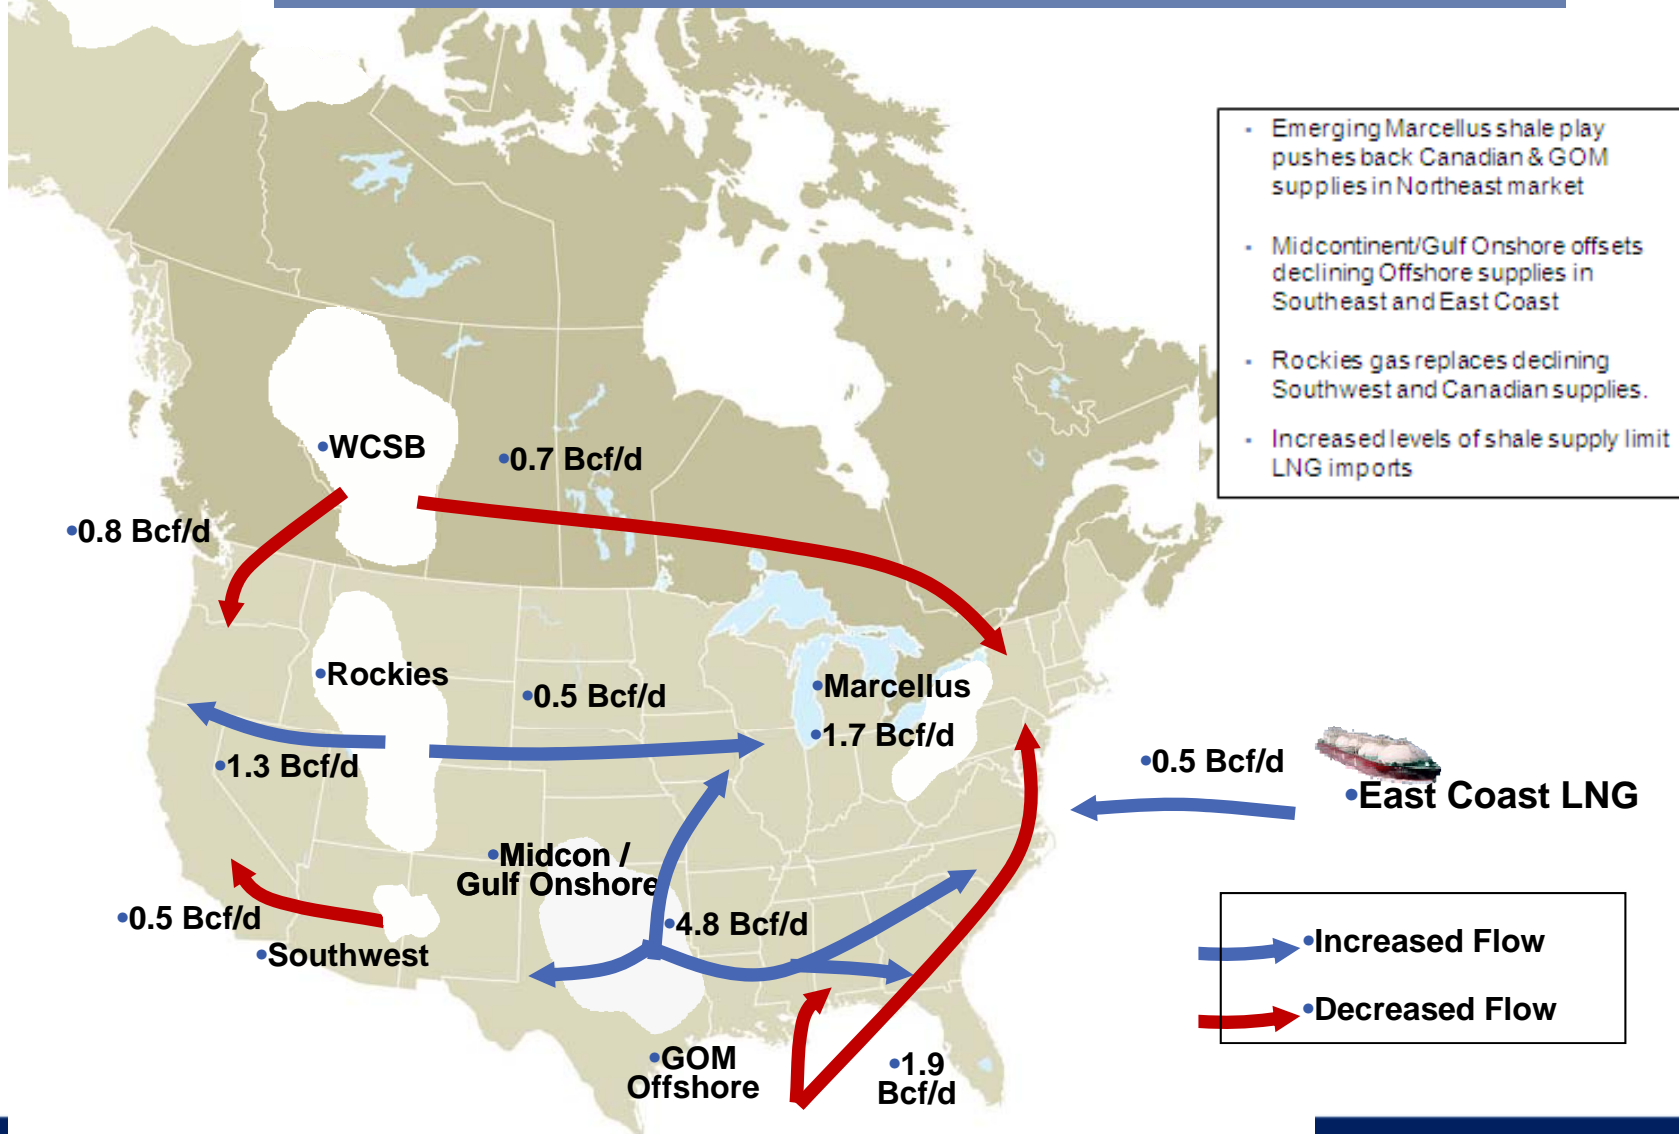 • Emerging Marcellus shale play
pushes back Canadian & GOM
supplies in Northeast market
• Midcontinent/Gulf Onshore offsets
declining Offshore supplies in
Southeast and East Coast
• Rockies gas replaces declining
Southwest and Canadian supplies.
• Increased levels of shale supply limit
LNG imports
•WCSB
•0.7 Bcf/d
•0.8 Bcf/d
•Rockies
•0.5 Bcf/d
•Marcellus
•1.7 Bcf/d
•1.3 Bcf/d
•0.5 Bcf/d
•East Coast LNG
•Midcon /
Gulf Onshore
•4.8 Bcf/d
•0.5 Bcf/d
•Southwest
•Increased Flow
•Decreased Flow
•GOM
Offshore
•1.9
Bcf/d